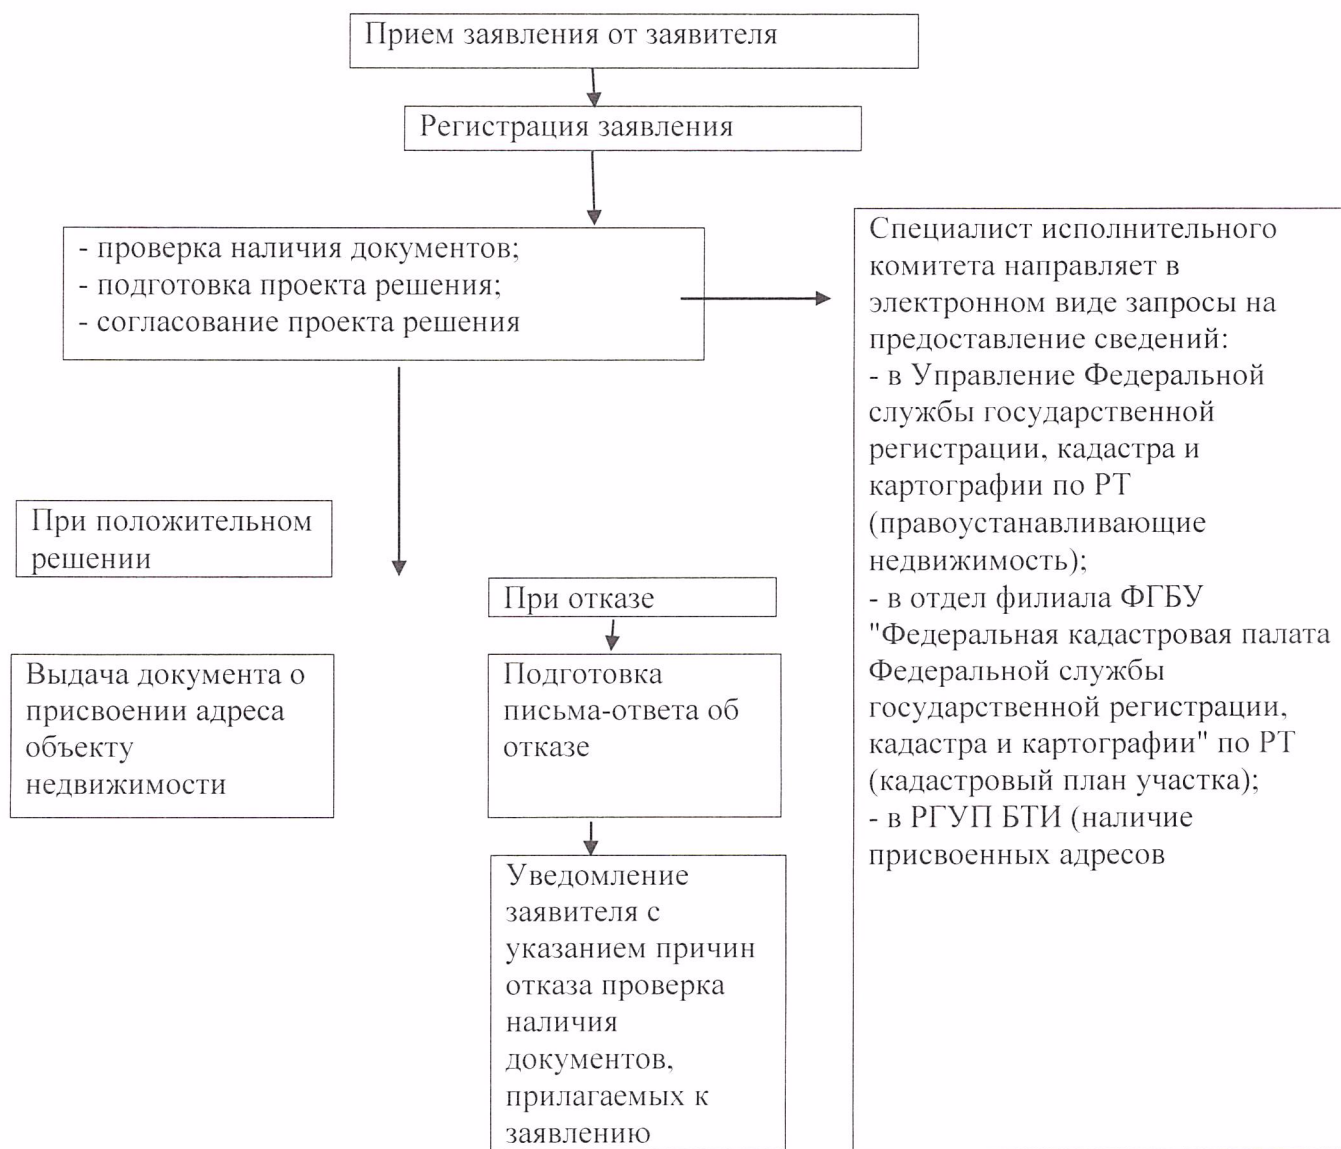 Прием заявления от заявителя
Регистрация заявления
- проверка наличия документов;
- подготовка проекта решения;
- согласование проекта решения
Специалист исполнительного
комитета направляет в
электронном виде запросы на
предоставление сведений:
- в Управление Федеральной
службы государственной
регистрации, кадастра и
картографии по РТ
(правоустанавливающие
недвижимость);
- в отдел филиала ФГБУ
"Федеральная кадастровая палата
Федеральной службы
государственной регистрации,
кадастра и картографии" по РТ
(кадастровый план участка);
- в РГУП БТИ (наличие
присвоенных адресов
При положительном
решении
Выдача документа о
присвоении адреса
объекту
недвижимости
При отказе
Подготовка
письма-ответа об
отказе
Уведомление
заявителя с
указанием причин
отказа проверка
наличия
документов,
прилагаемых к
заявлению